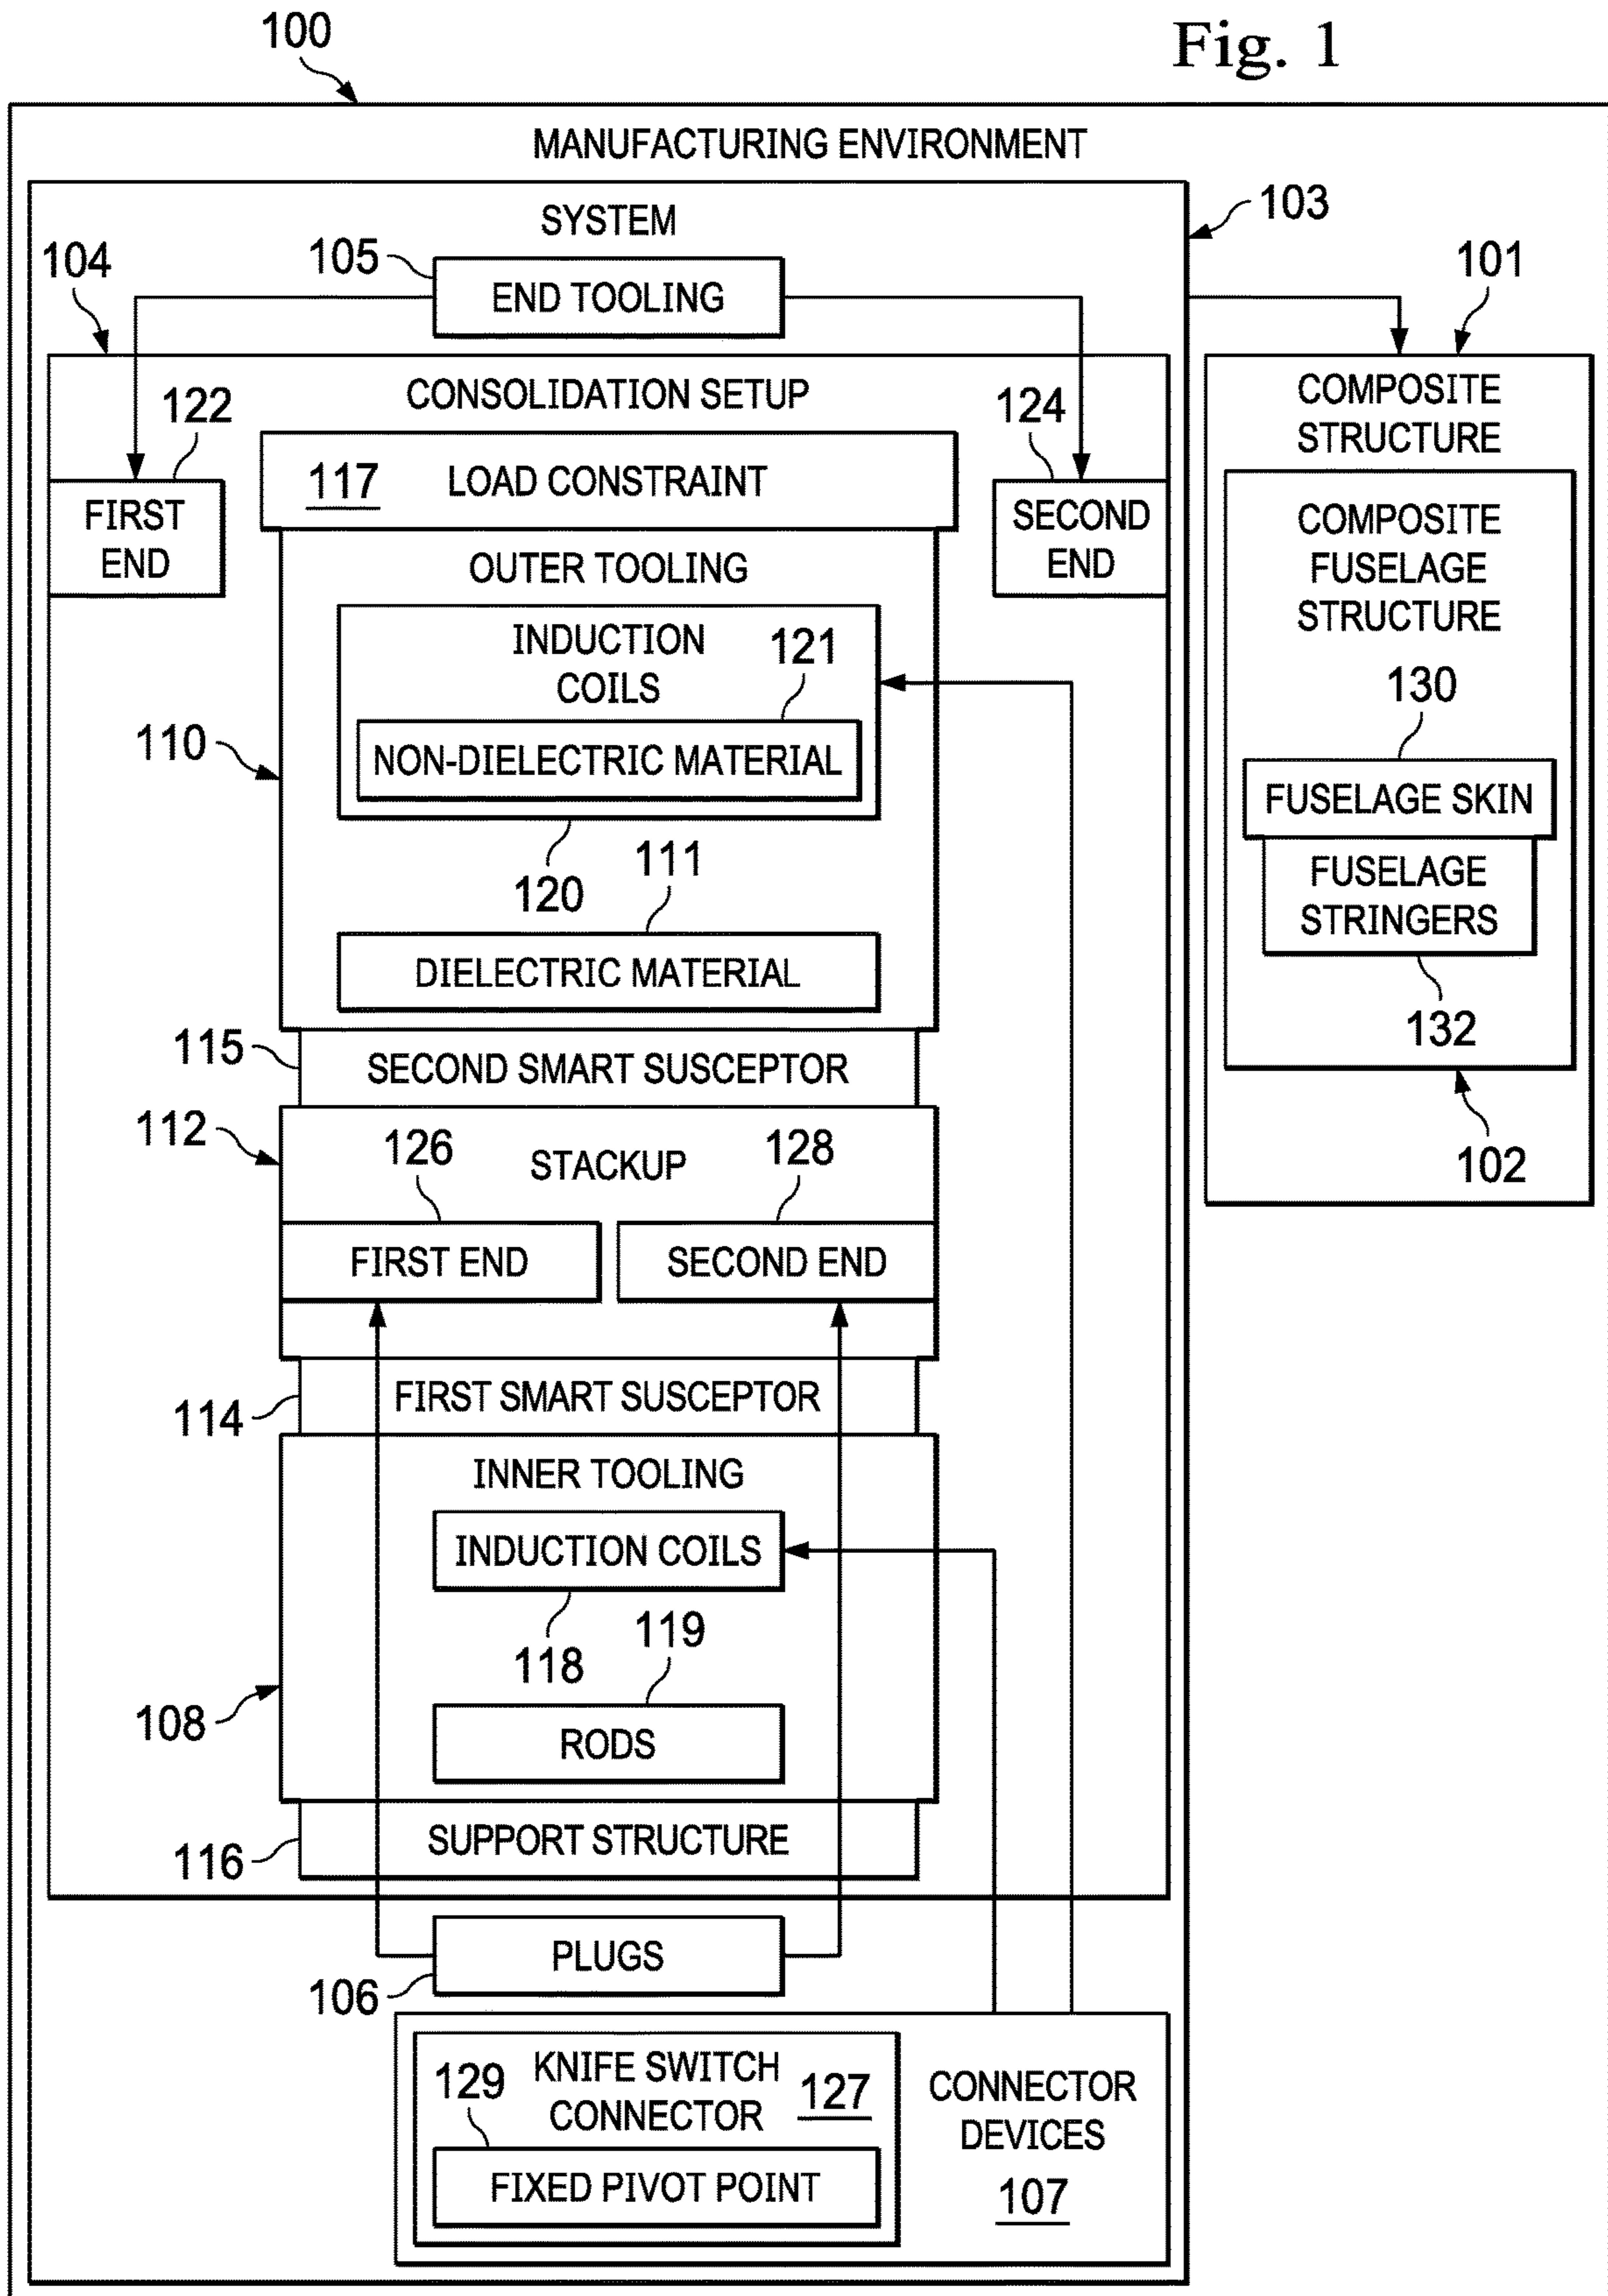 Fig. 1
100
MANUFACTURING ENVIRONMENT
SYSTEM
103
104
105
END TOOLING
101
CONSOLIDATION SETUP
122
124
117 LOAD CONSTRAINT
FIRST
END
SECOND
END
OUTER TOOLING
INDUCTION
COILS
121
NON-DIELECTRIC MATERIAL
110
120
111
DIELECTRIC MATERIAL
115
SECOND SMART SUSCEPTOR
112
STACKUP
126
128
FIRST END
SECOND END
114
FIRST SMART SUSCEPTOR
INNER TOOLING
INDUCTION COILS
118
119
108
RODS
116
SUPPORT STRUCTURE
PLUGS
106
KNIFE SWITCH
CONNECTOR
127
129
FIXED PIVOT POINT
CONNECTOR
DEVICES
107
COMPOSITE
STRUCTURE
COMPOSITE
FUSELAGE
STRUCTURE
130
FUSELAGE SKIN
FUSELAGE
STRINGERS
132
102